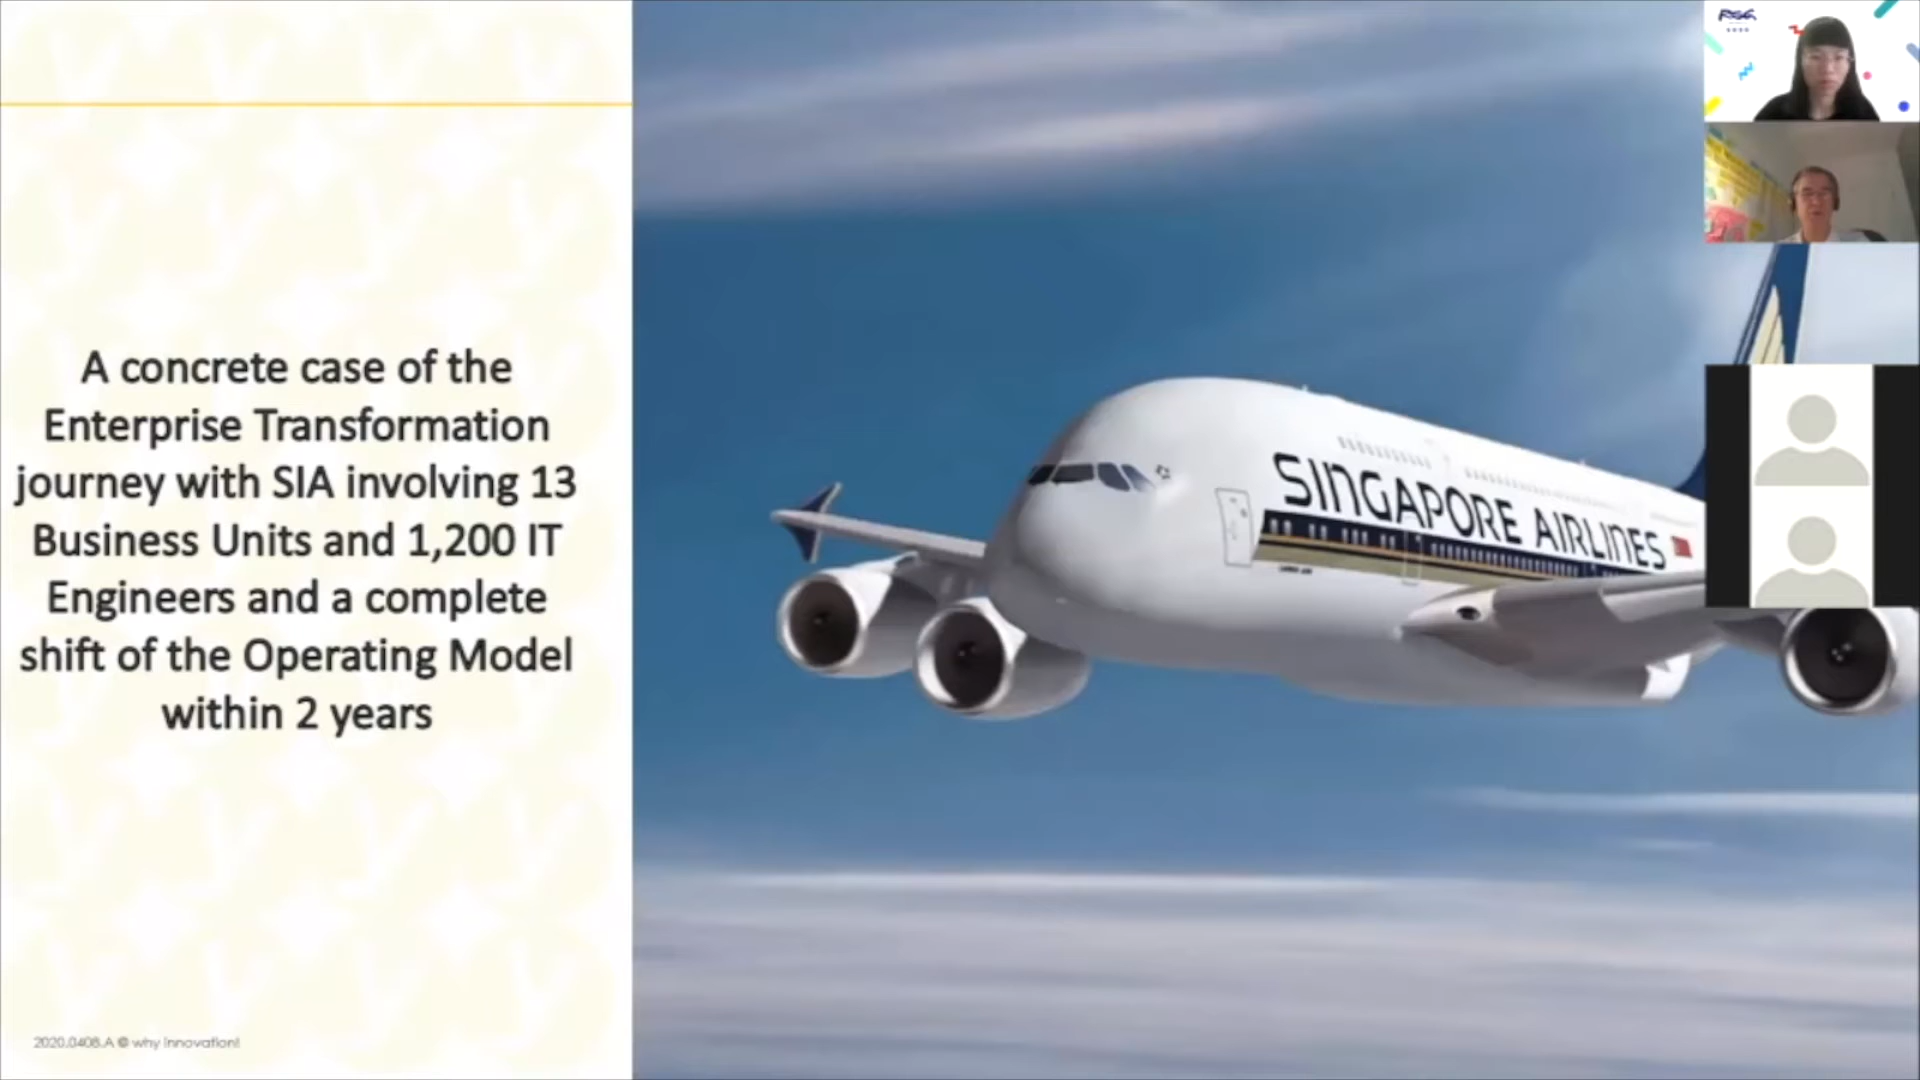 A concrete case of the
Enterprise Transformation
journey with SIA involving 13
Business Units and 1,200 IT
Engineers and a complete
shift of the Operating Model
within 2 years
SINGAPORE AIRLINES
2020.0408.A © why innovation!